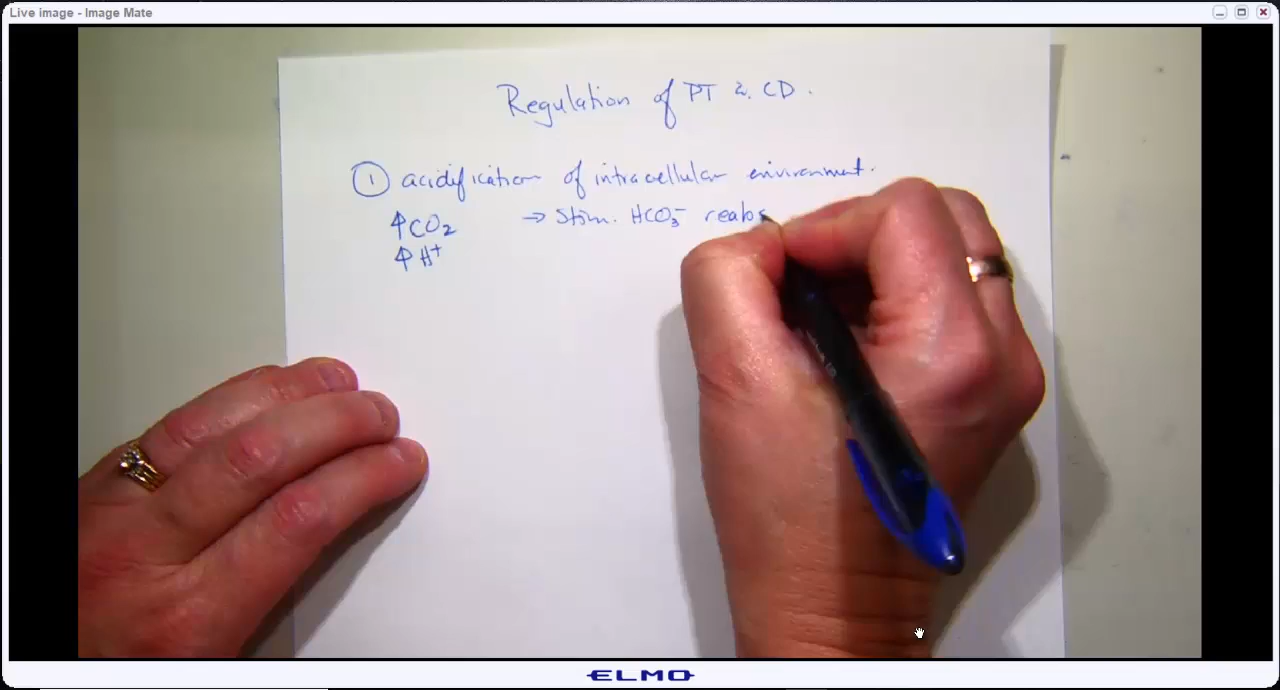 Live image - Image Mate
Regulation of PT & CD.
① acidification of intracellular environment.
↑CO₂ → Stim. HCO₃⁻ reabs
↑H⁺
ELMO